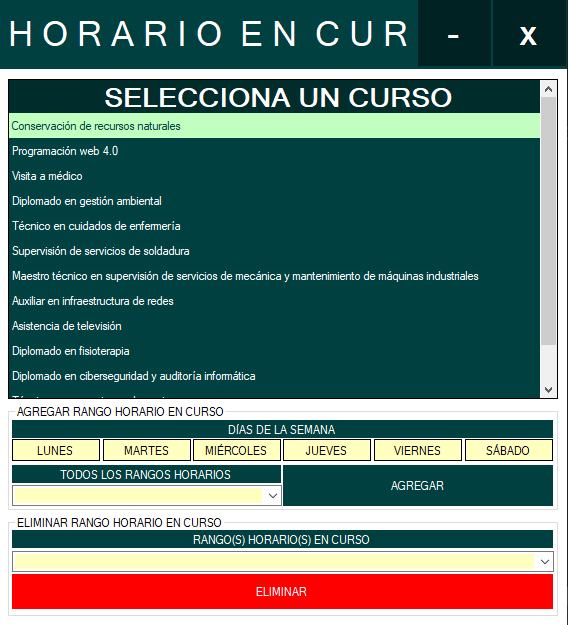 HORARIO EN CUR
-
x
SELECCIONA UN CURSO
Conservación de recursos naturales
Programación web 4.0
Visita a médico
Diplomado en gestión ambiental
Técnico en cuidados de enfermería
Supervisión de servicios de soldadura
Maestro técnico en supervisión de servicios de mecánica y mantenimiento de máquinas industriales
Auxiliar en infraestructura de redes
Asistencia de televisión
Diplomado en fisioterapia
Diplomado en ciberseguridad y auditoría informática
AGREGAR RANGO HORARIO EN CURSO
DÍAS DE LA SEMANA
LUNES MARTES MIÉRCOLES JUEVES VIERNES SÁBADO
TODOS LOS RANGOS HORARIOS
AGREGAR
ELIMINAR RANGO HORARIO EN CURSO
RANGO(S) HORARIO(S) EN CURSO
ELIMINAR